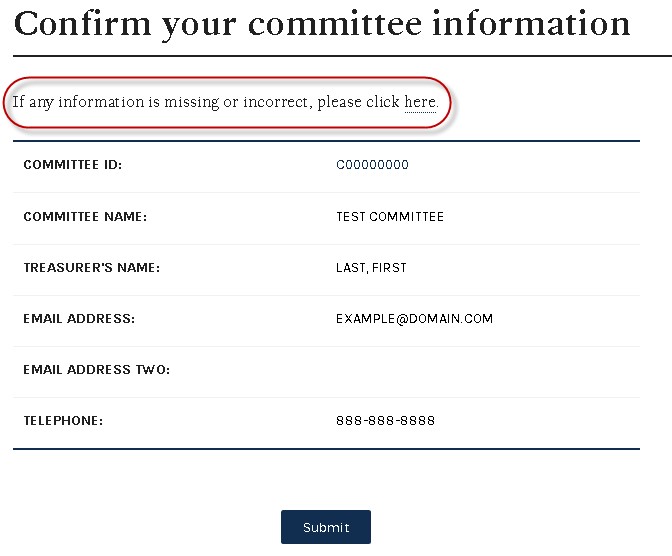 Confirm your committee information
If any information is missing or incorrect, please click here.
COMMITTEE ID: C00000000
COMMITTEE NAME: TEST COMMITTEE
TREASURER'S NAME: LAST, FIRST
EMAIL ADDRESS: EXAMPLE@DOMAIN.COM
EMAIL ADDRESS TWO:
TELEPHONE: 888-888-8888
Submit